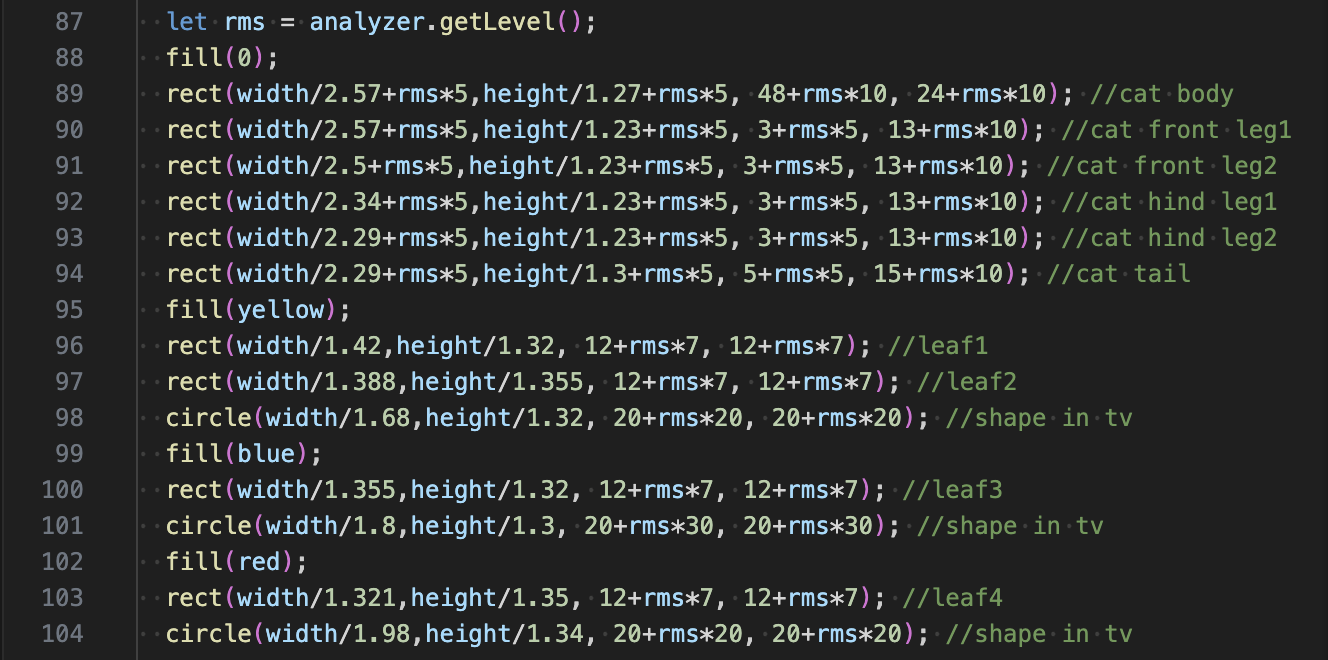 87 let rms = analyzer.getLevel();
88 fill(0);
89 rect(width/2.57+rms*5,height/1.27+rms*5, 48+rms*10, 24+rms*10); //cat body
90 rect(width/2.57+rms*5,height/1.23+rms*5, 3+rms*5, 13+rms*10); //cat front leg1
91 rect(width/2.5+rms*5,height/1.23+rms*5, 3+rms*5, 13+rms*10); //cat front leg2
92 rect(width/2.34+rms*5,height/1.23+rms*5, 3+rms*5, 13+rms*10); //cat hind leg1
93 rect(width/2.29+rms*5,height/1.23+rms*5, 3+rms*5, 13+rms*10); //cat hind leg2
94 rect(width/2.29+rms*5,height/1.3+rms*5, 5+rms*5, 15+rms*10); //cat tail
95 fill(yellow);
96 rect(width/1.42,height/1.32, 12+rms*7, 12+rms*7); //leaf1
97 rect(width/1.388,height/1.355, 12+rms*7, 12+rms*7); //leaf2
98 circle(width/1.68,height/1.32, 20+rms*20, 20+rms*20); //shape in tv
99 fill(blue);
100 rect(width/1.355,height/1.32, 12+rms*7, 12+rms*7); //leaf3
101 circle(width/1.8,height/1.3, 20+rms*30, 20+rms*30); //shape in tv
102 fill(red);
103 rect(width/1.321,height/1.35, 12+rms*7, 12+rms*7); //leaf4
104 circle(width/1.98,height/1.34, 20+rms*20, 20+rms*20); //shape in tv